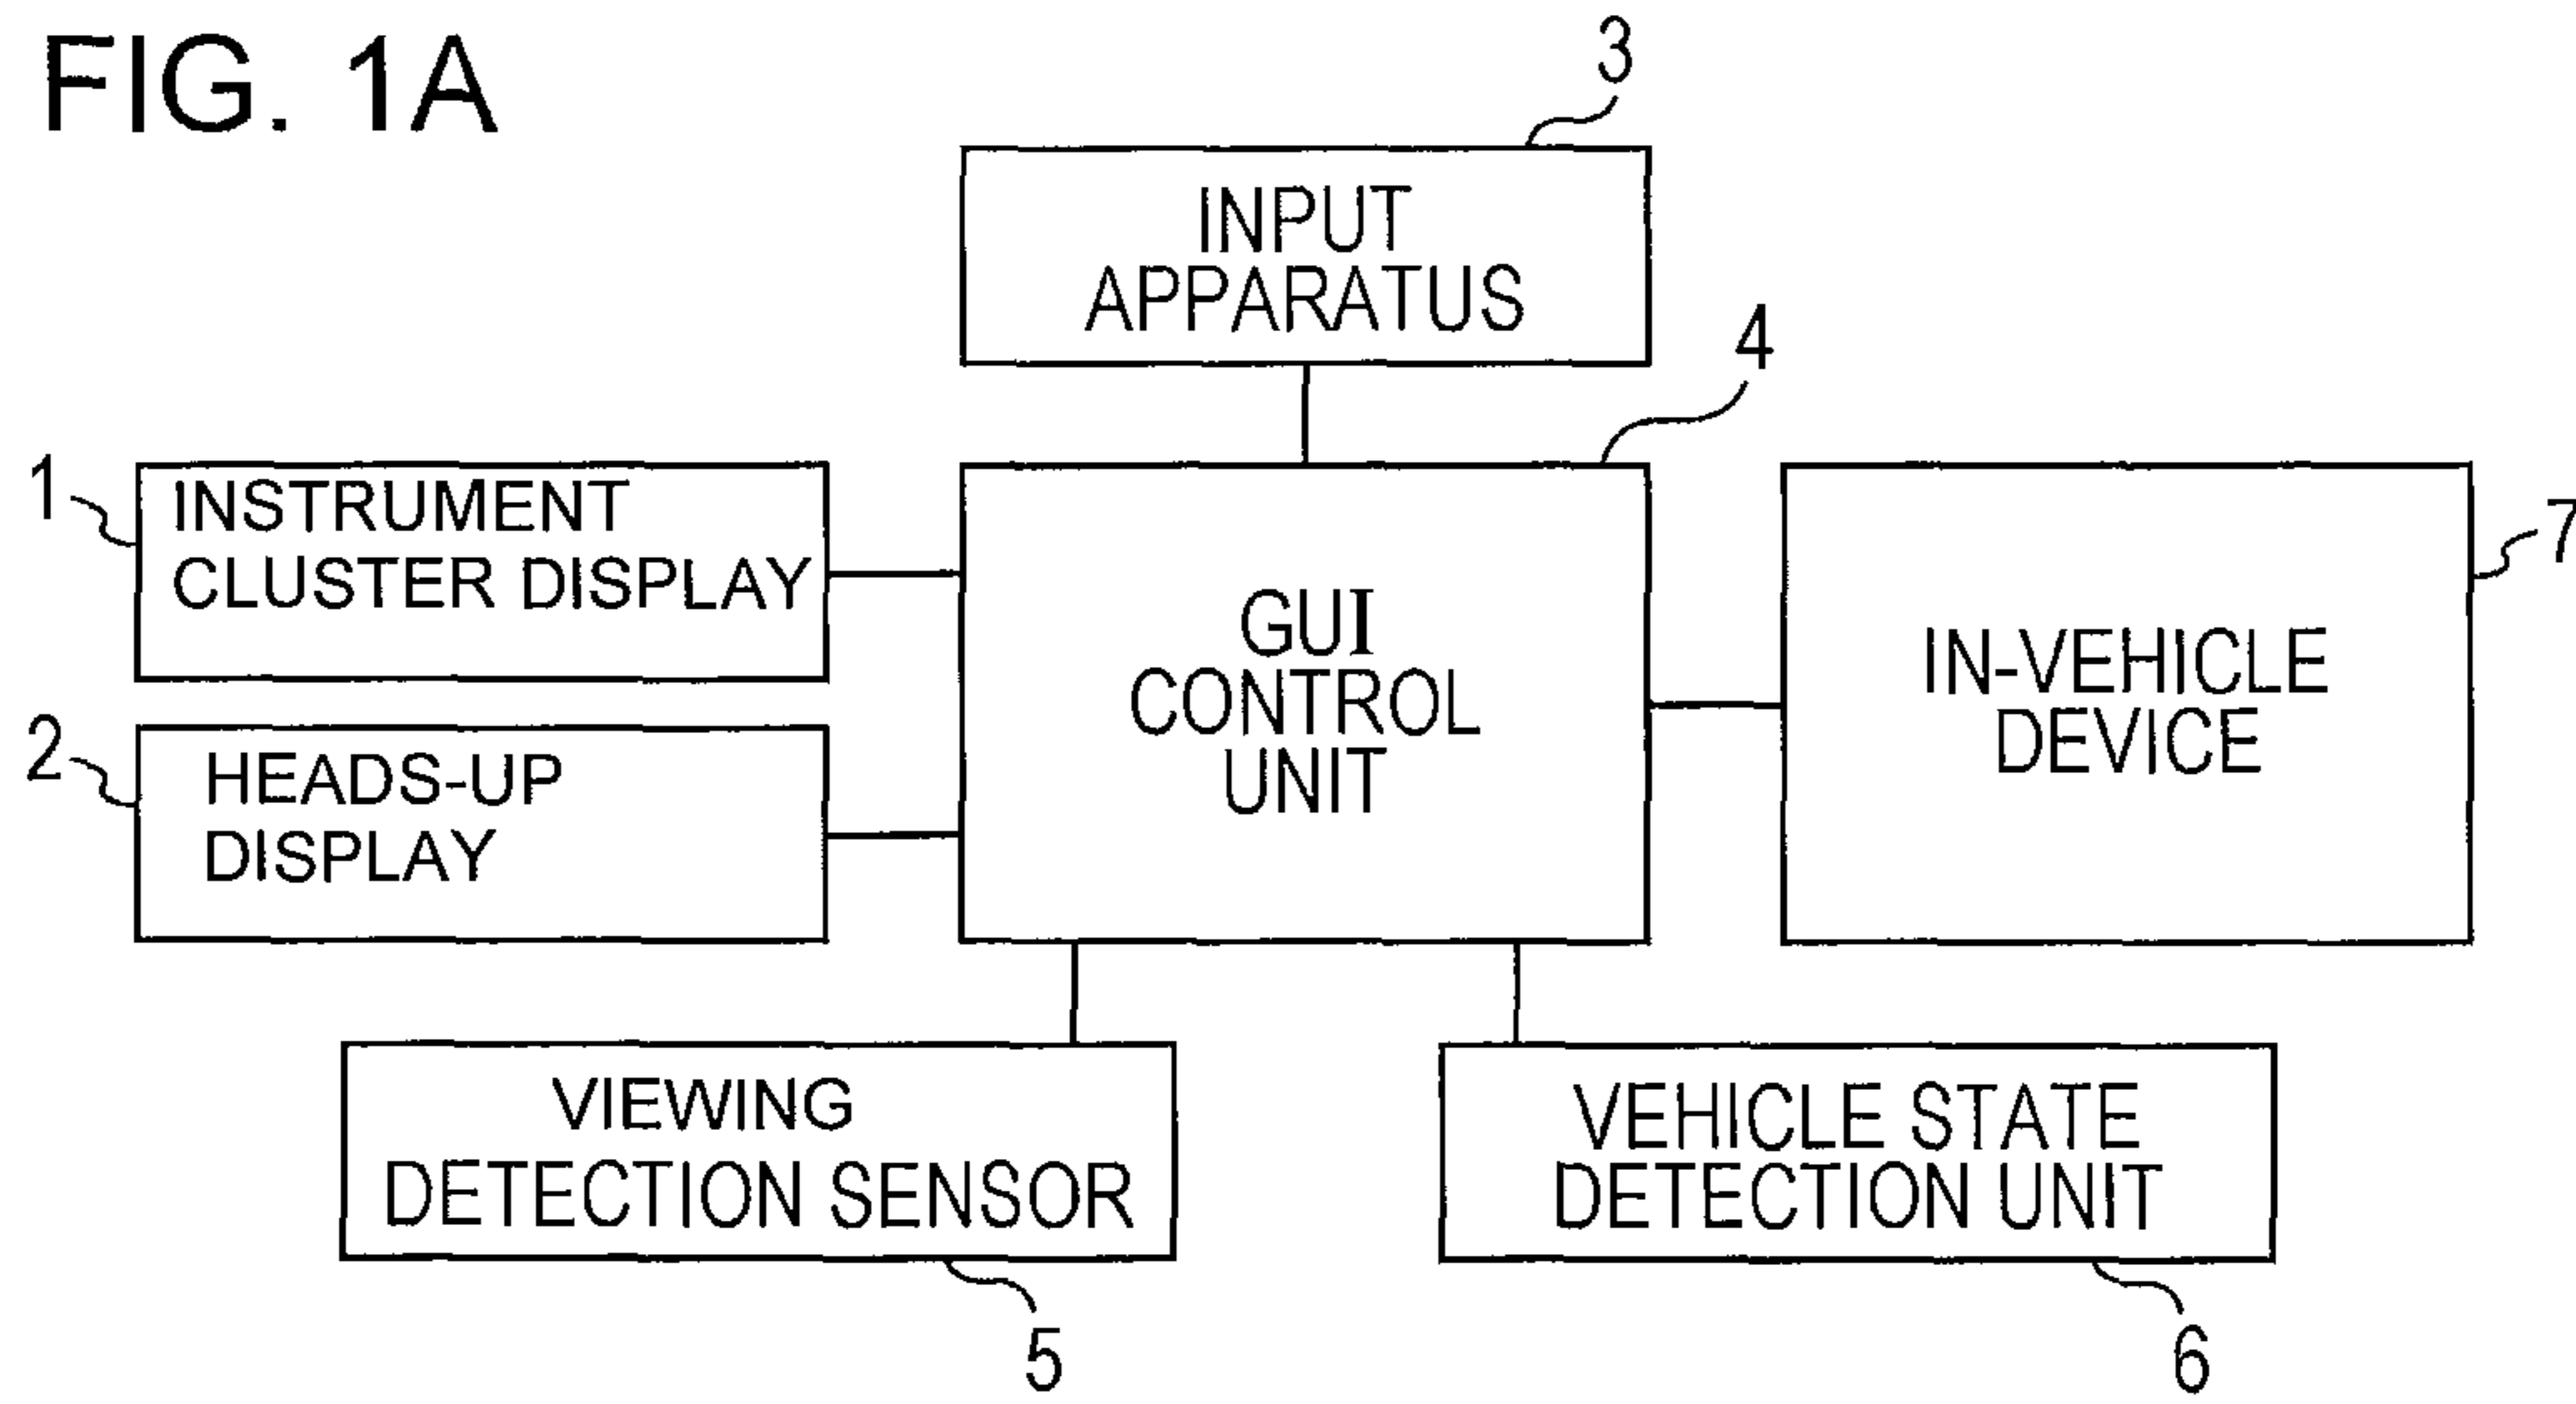 FIG. 1A
3
INPUT
APPARATUS
4
1
INSTRUMENT
CLUSTER DISPLAY
GUI
CONTROL
UNIT
7
IN-VEHICLE
DEVICE
2
HEADS-UP
DISPLAY
VIEWING
DETECTION SENSOR
5
VEHICLE STATE
DETECTION UNIT
6